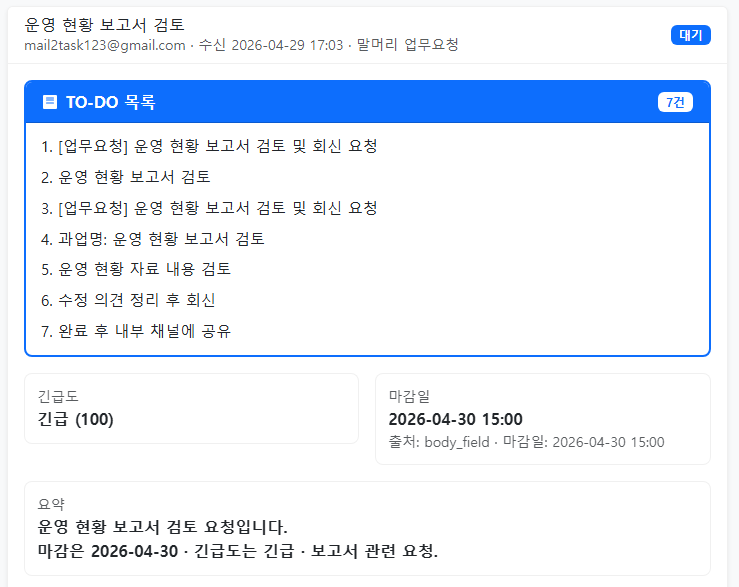 운영 현황 보고서 검토
mail2task123@gmail.com · 수신 2026-04-29 17:03 · 말머리 업무요청
대기
TO-DO 목록
7건
1. [업무요청] 운영 현황 보고서 검토 및 회신 요청
2. 운영 현황 보고서 검토
3. [업무요청] 운영 현황 보고서 검토 및 회신 요청
4. 과업명: 운영 현황 보고서 검토
5. 운영 현황 자료 내용 검토
6. 수정 의견 정리 후 회신
7. 완료 후 내부 채널에 공유
긴급도
긴급 (100)
마감일
2026-04-30 15:00
출처: body_field · 마감일: 2026-04-30 15:00
요약
운영 현황 보고서 검토 요청입니다.
마감은 2026-04-30 · 긴급도는 긴급 · 보고서 관련 요청.